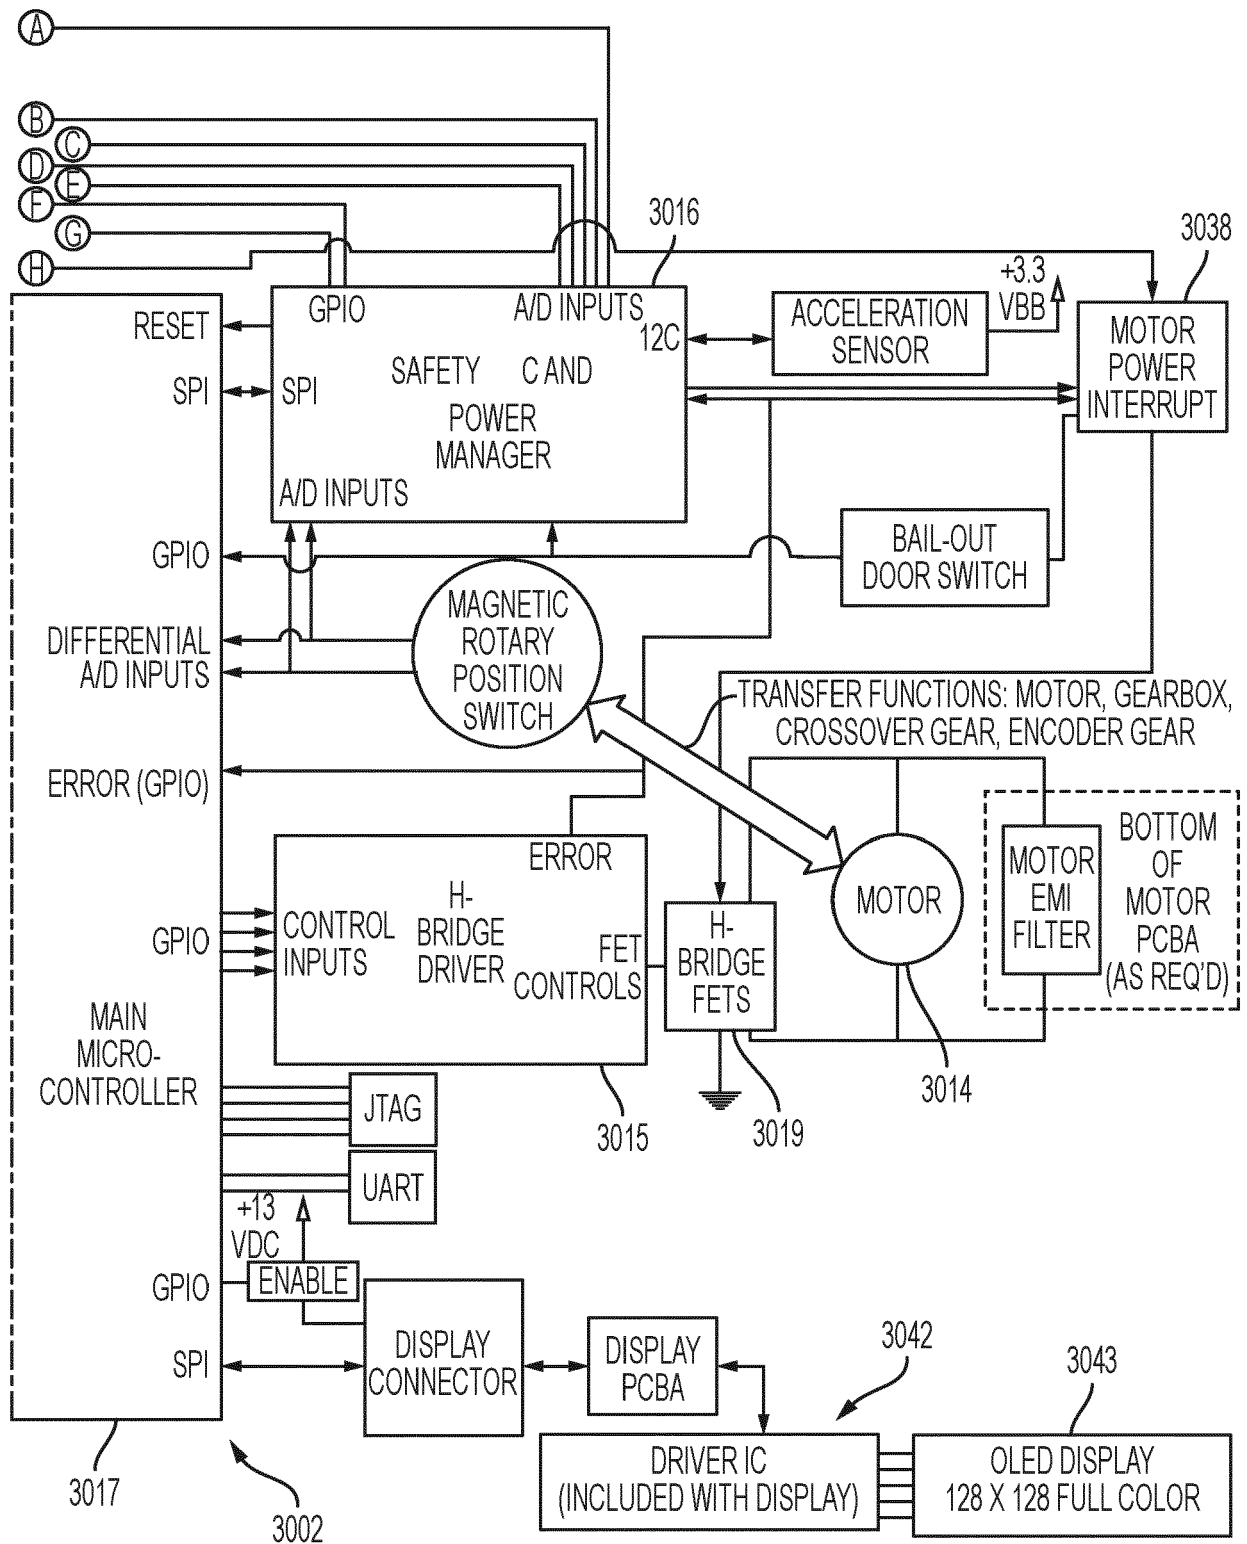 A
B
C
D
E
F
G
H
3016
3038
+3.3
VBB
RESET
GPIO
A/D INPUTS
12C
ACCELERATION
SENSOR
MOTOR
POWER
INTERRUPT
SPI
SPI
SAFETY C AND
POWER
MANAGER
A/D INPUTS
GPIO
BAIL-OUT
DOOR SWITCH
DIFFERENTIAL
A/D INPUTS
MAGNETIC
ROTARY
POSITION
SWITCH
TRANSFER FUNCTIONS: MOTOR, GEARBOX,
CROSSOVER GEAR, ENCODER GEAR
ERROR (GPIO)
ERROR
H-
BRIDGE
DRIVER
GPIO
CONTROL
INPUTS
FET
CONTROLS
H-
BRIDGE
FETS
MOTOR
MOTOR
EMI
FILTER
BOTTOM
OF
MOTOR
PCBA
(AS REQ'D)
MAIN
MICRO-
CONTROLLER
JTAG
3015
3019
3014
UART
+13
VDC
GPIO
ENABLE
SPI
DISPLAY
CONNECTOR
DISPLAY
PCBA
3042
3043
DRIVER IC
(INCLUDED WITH DISPLAY)
OLED DISPLAY
128 X 128 FULL COLOR
3017
3002